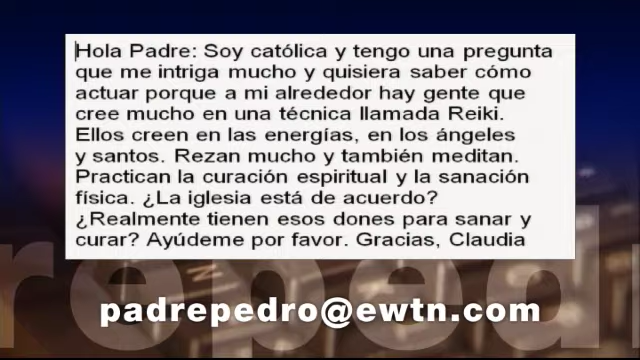 Hola Padre: Soy católica y tengo una pregunta
que me intriga mucho y quisiera saber cómo
actuar porque a mi alrededor hay gente que
cree mucho en una técnica llamada Reiki.
Ellos creen en las energías, en los ángeles
y santos. Rezan mucho y también meditan.
Practican la curación espiritual y la sanación
física. ¿La iglesia está de acuerdo?
¿Realmente tienen esos dones para sanar y
curar? Ayúdeme por favor. Gracias, Claudia
padrepedro@ewtn.com